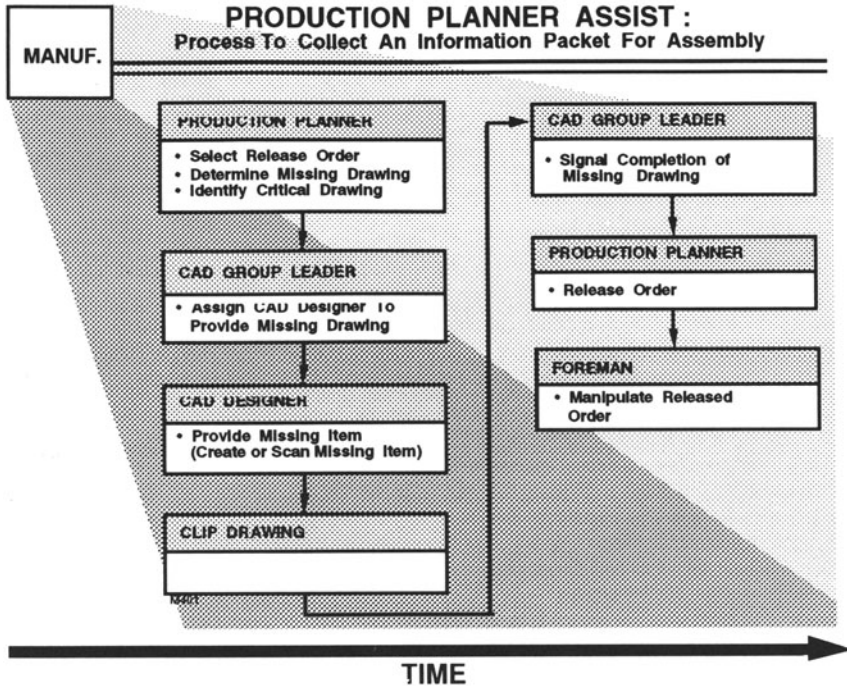 PRODUCTION PLANNER ASSIST :
Process To Collect An Information Packet For Assembly
MANUF.
PRODUCTION PLANNER
• Select Release Order
• Determine Missing Drawing
• Identify Critical Drawing
CAD GROUP LEADER
• Assign CAD Designer To
Provide Missing Drawing
CAD DESIGNER
• Provide Missing Item
(Create or Scan Missing Item)
CLIP DRAWING
CAD GROUP LEADER
• Signal Completion of
Missing Drawing
PRODUCTION PLANNER
• Release Order
FOREMAN
• Manipulate Released
Order
TIME